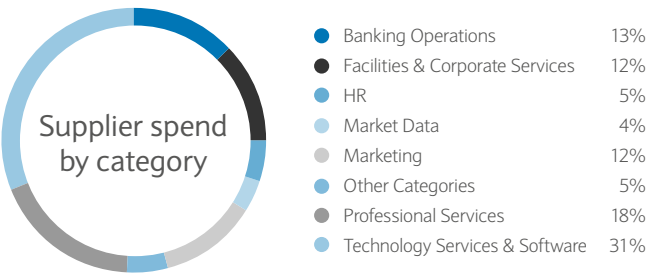 Supplier spend
by category
Banking Operations 13%
Facilities & Corporate Services 12%
HR 5%
Market Data 4%
Marketing 12%
Other Categories 5%
Professional Services 18%
Technology Services & Software 31%